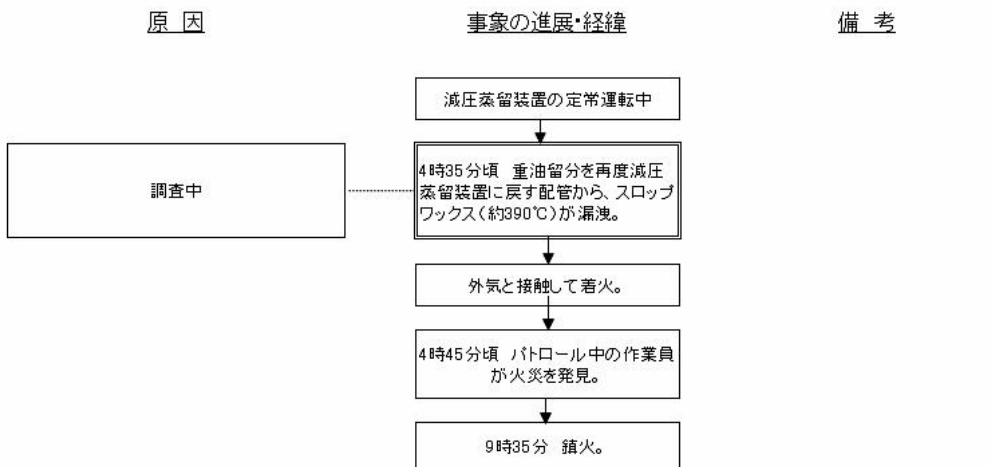 原 因
事象の進展・経緯
備 考
減圧蒸留装置の定常運転中
調査中
4時35分頃 重油留分を再度減圧
蒸留装置に戻す配管から、スロップ
ワックス(約390℃)が漏洩。
外気と接触して着火。
4時45分頃 パトロール中の作業員
が火災を発見。
9時35分 鎮火。